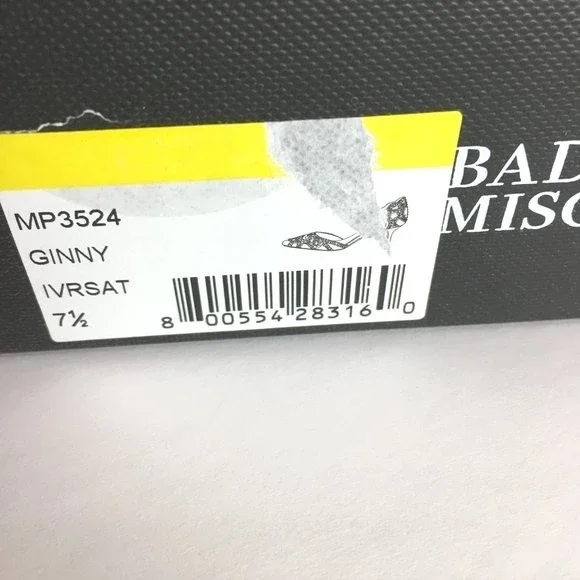 MP3524
GINNY
IVRSAT
7½
8 00554 28316 0
BAD
MISC